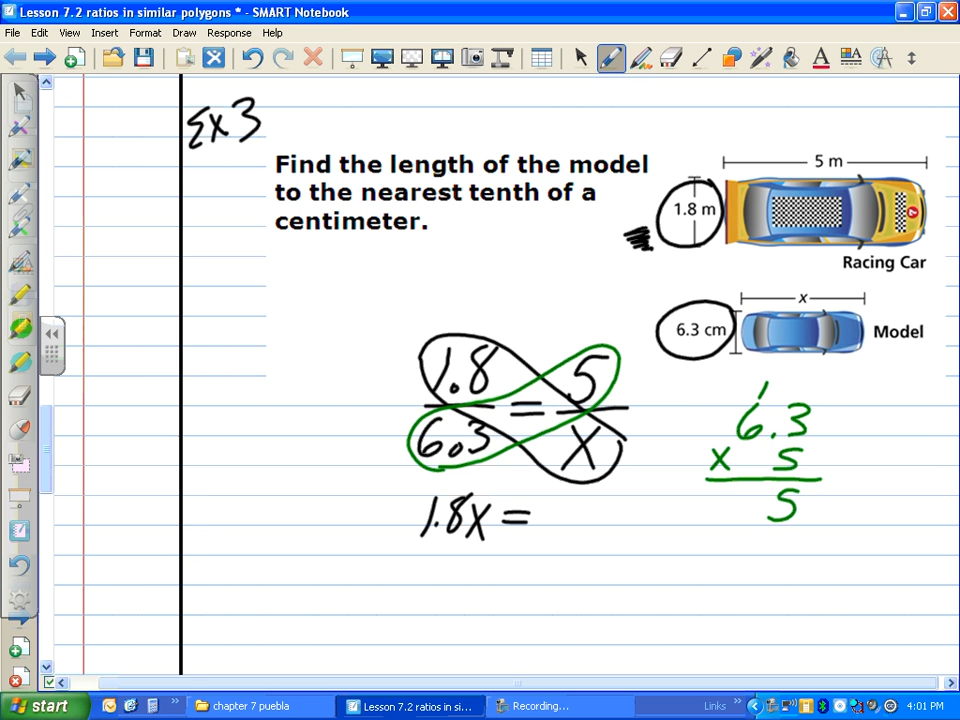 Lesson 7.2 ratios in similar polygons * - SMART Notebook
File Edit View Insert Format Draw Response Help
Ex 3
Find the length of the model
to the nearest tenth of a
centimeter.
5 m
1.8 m
Racing Car
x
6.3 cm
Model
1.8 = 5
6.3 x
1.8x =
1
6.3
x 5
5
start
chapter 7 puebla
Lesson 7.2 ratios in si...
Recording...
Links
4:01 PM